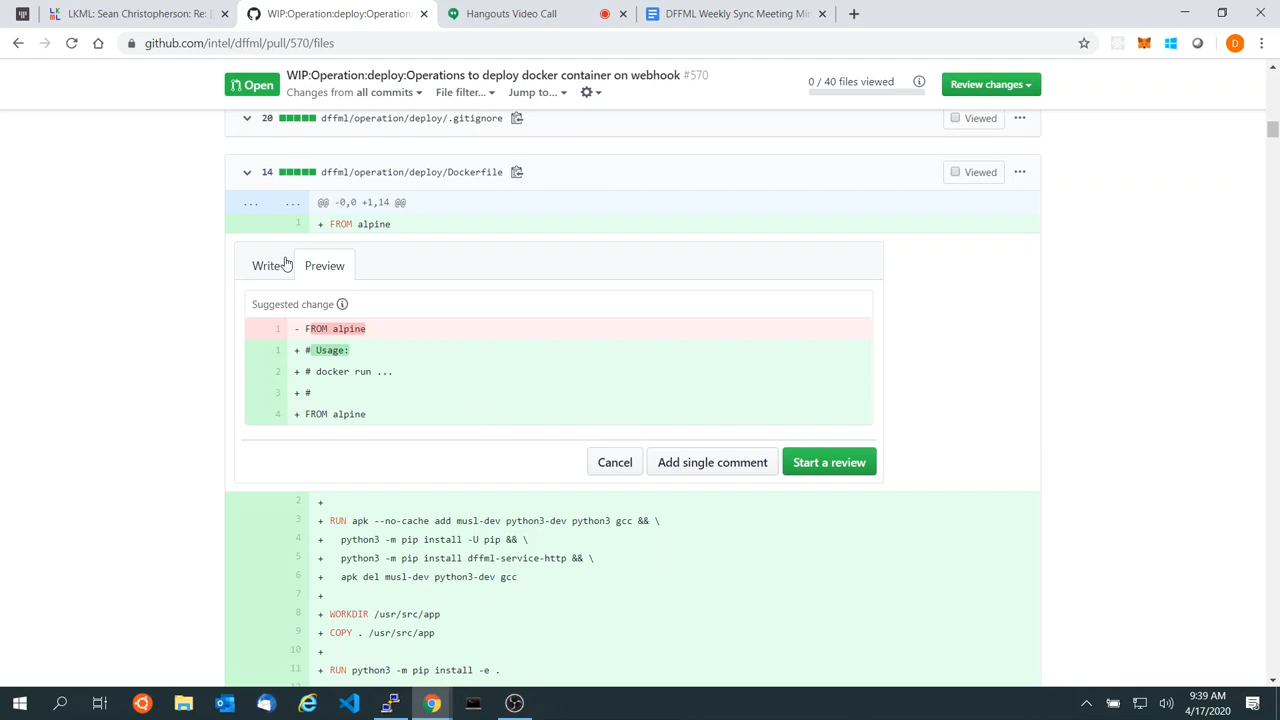 LKML: Sean Christopherson: Re: [
WIP:Operation:deploy:Operations
Hangouts Video Call
DFFML Weekly Sync Meeting Min
github.com/intel/dffml/pull/570/files
D
Open
WIP:Operation:deploy:Operations to deploy docker container on webhook #570
Changes from all commits
File filter...
Jump to...
0 / 40 files viewed
Review changes
20 dffml/operation/deploy/.gitignore
Viewed
14 dffml/operation/deploy/Dockerfile
Viewed
... ... @@ -0,0 +1,14 @@
1 + FROM alpine
Write
Preview
Suggested change
1 - FROM alpine
1 + # Usage:
2 + # docker run ...
3 + #
4 + FROM alpine
Cancel
Add single comment
Start a review
2 +
3 + RUN apk --no-cache add musl-dev python3-dev python3 gcc && \
4 + python3 -m pip install -U pip && \
5 + python3 -m pip install dffml-service-http && \
6 + apk del musl-dev python3-dev gcc
7 +
8 + WORKDIR /usr/src/app
9 + COPY . /usr/src/app
10 +
11 + RUN python3 -m pip install -e .
9:39 AM
4/17/2020